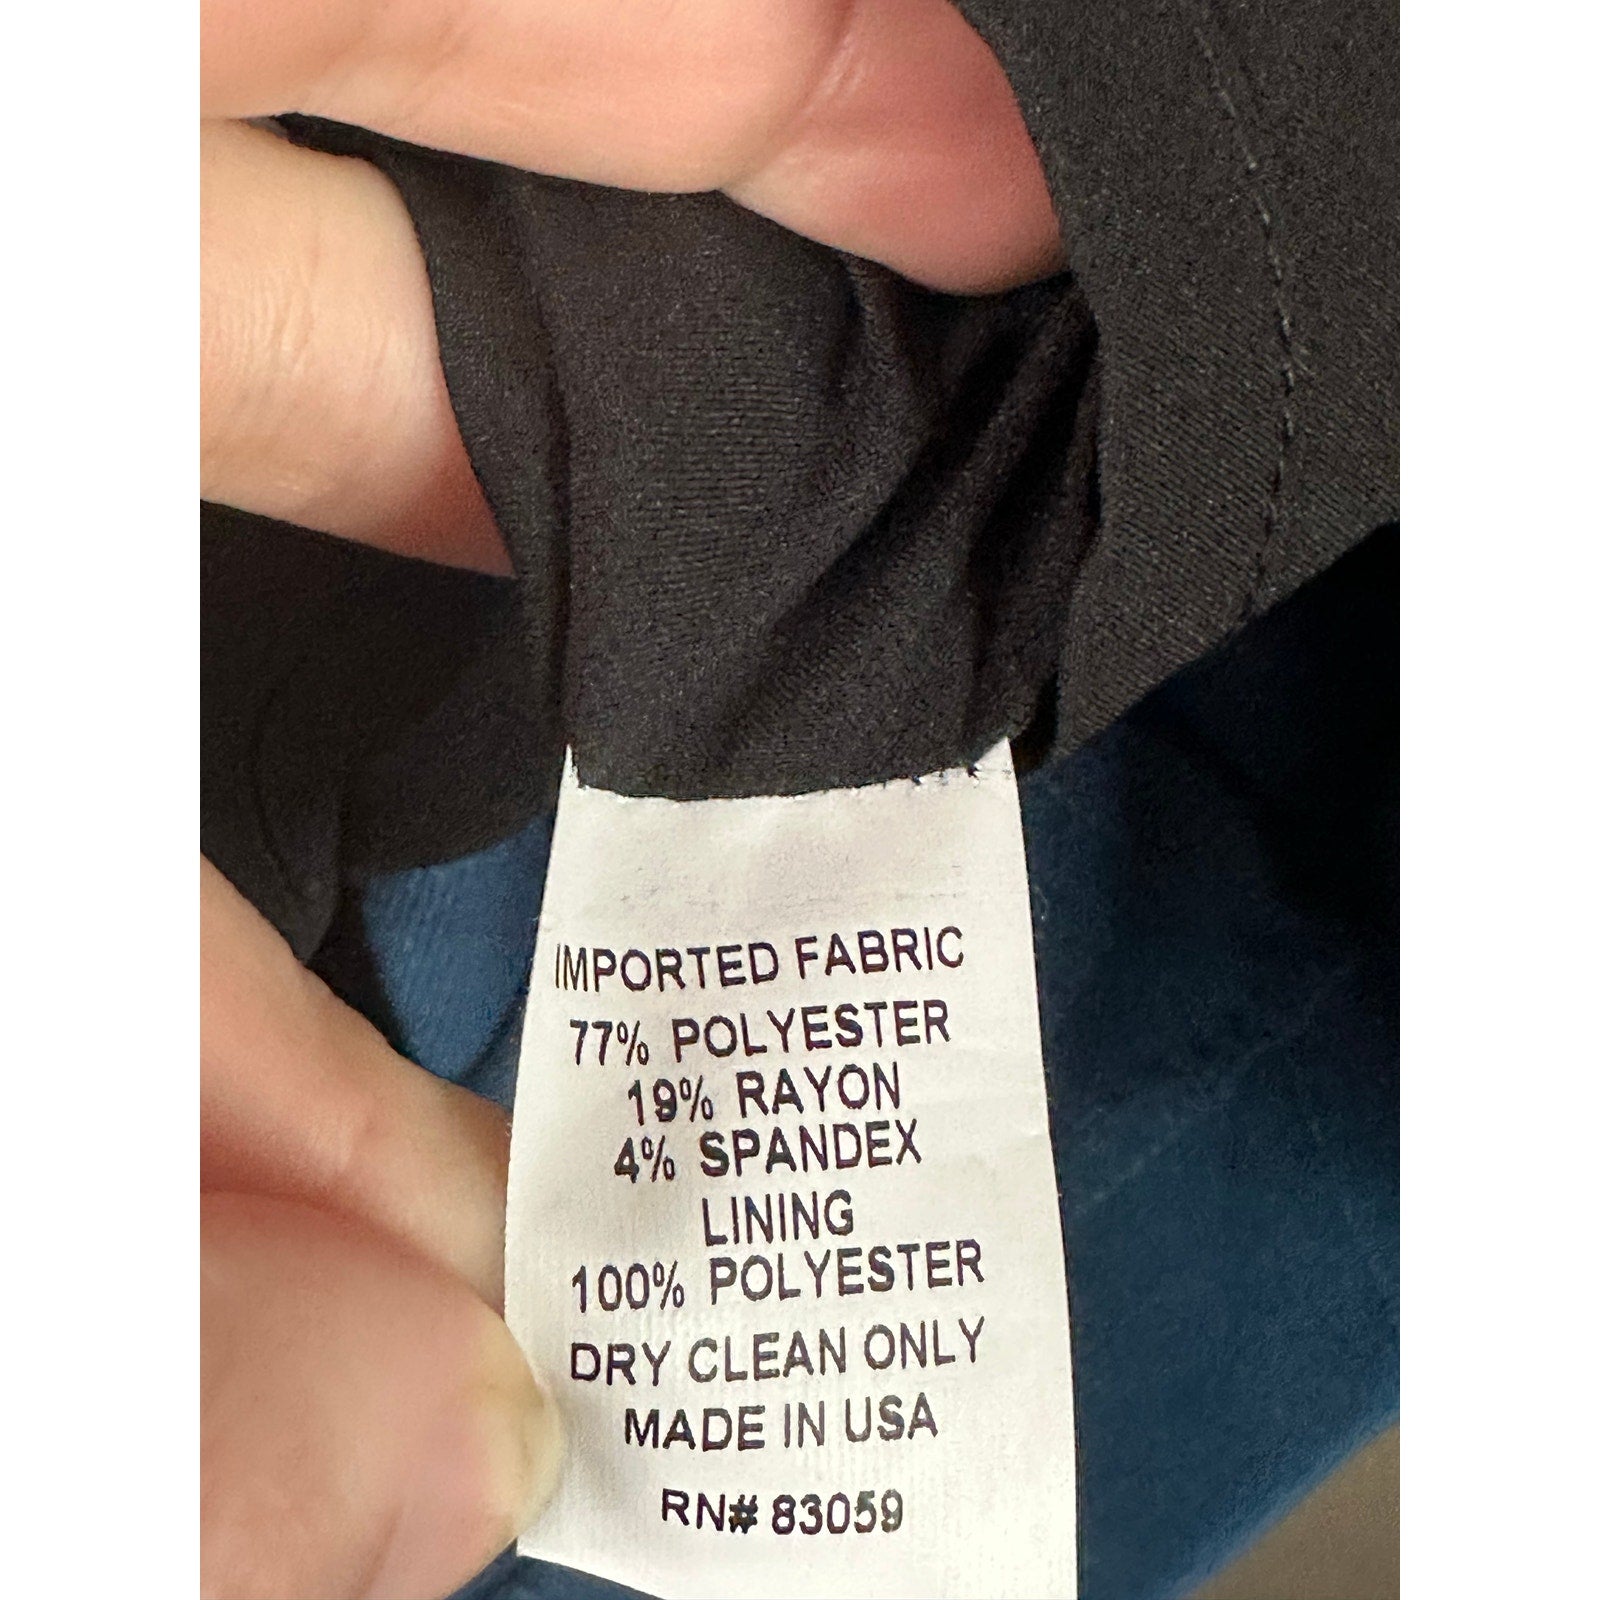 IMPORTED FABRIC
77% POLYESTER
19% RAYON
4% SPANDEX
LINING
100% POLYESTER
DRY CLEAN ONLY
MADE IN USA
RN# 83059